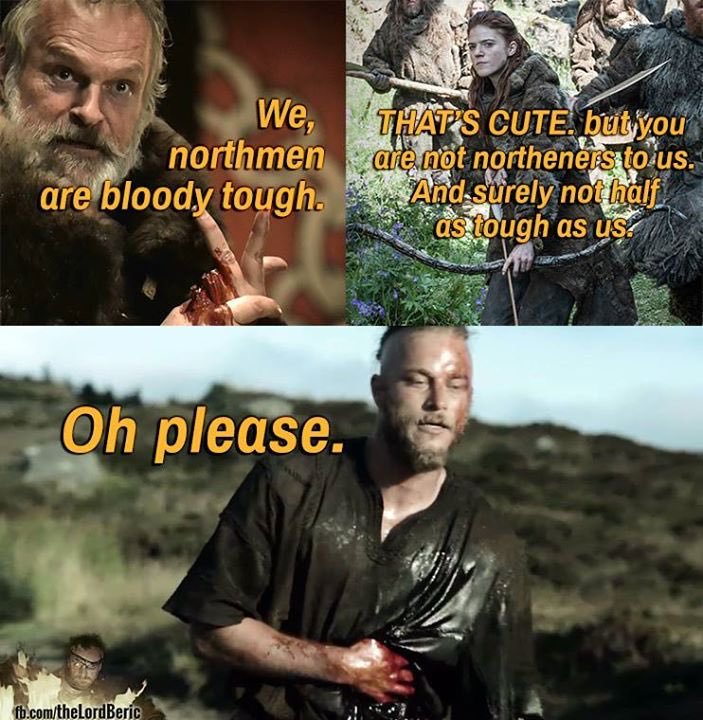 We,
northmen
are bloody tough.
THAT'S CUTE. but you
are not northeners to us.
And surely not half
as tough as us.
Oh please.
fb.com/theLordBeric